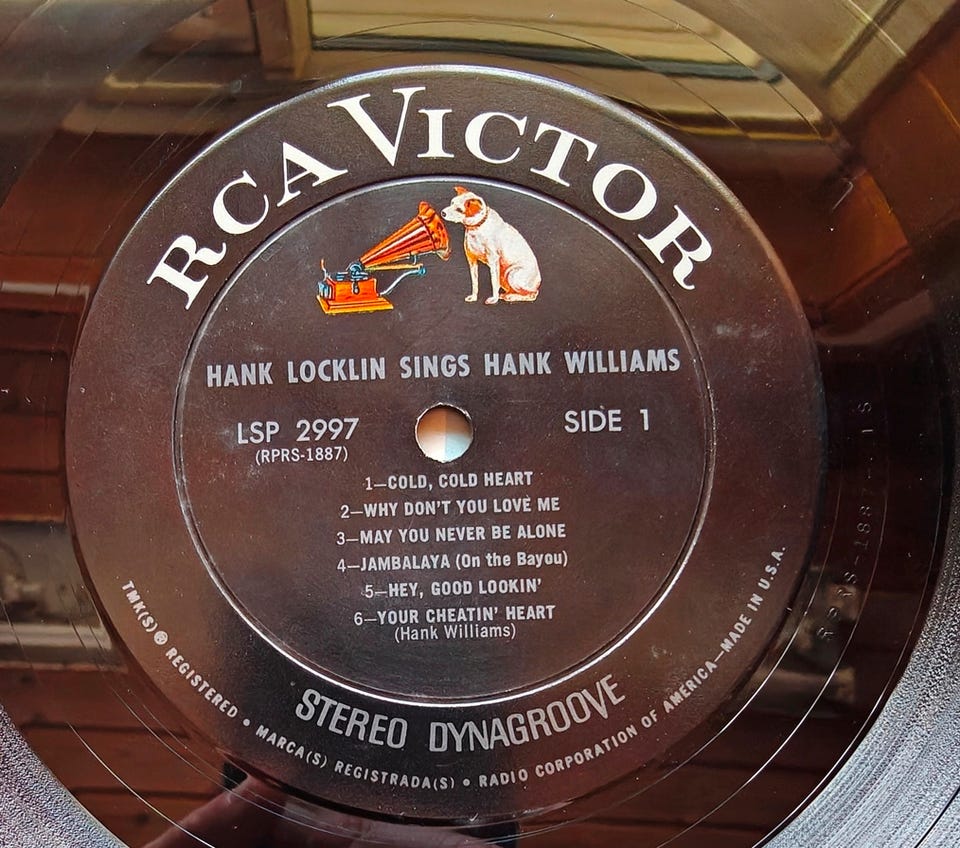 RCA VICTOR
HANK LOCKLIN SINGS HANK WILLIAMS
LSP 2997
(RPRS-1887)
SIDE 1
1—COLD, COLD HEART
2—WHY DON'T YOU LOVE ME
3—MAY YOU NEVER BE ALONE
4—JAMBALAYA (On the Bayou)
5—HEY, GOOD LOOKIN'
6—YOUR CHEATIN' HEART
(Hank Williams)
STEREO DYNAGROOVE
TMK(S) ® REGISTERED • MARCA(S) REGISTRADA(S) • RADIO CORPORATION OF AMERICA—MADE IN U.S.A.